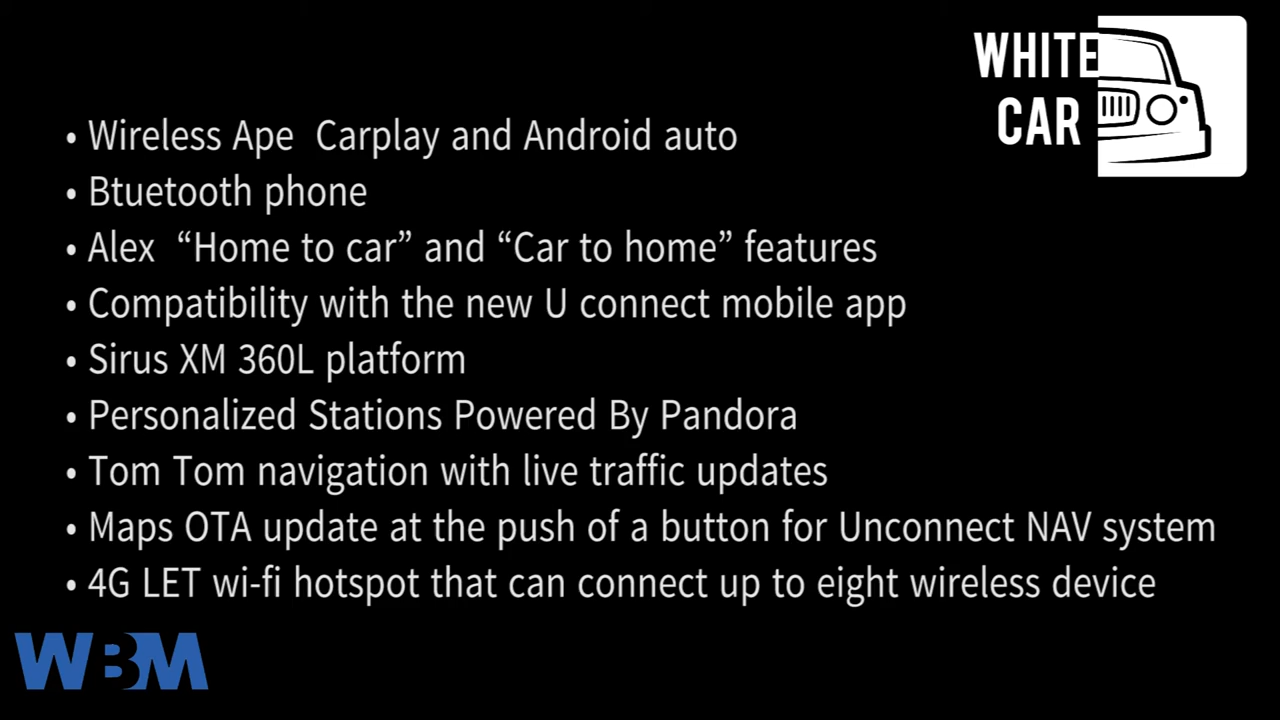 WHITE
CAR
• Wireless Ape  Carplay and Android auto
• Btuetooth phone
• Alex  “Home to car” and “Car to home” features
• Compatibility with the new U connect mobile app
• Sirus XM 360L platform
• Personalized Stations Powered By Pandora
• Tom Tom navigation with live traffic updates
• Maps OTA update at the push of a button for Unconnect NAV system
• 4G LET wi-fi hotspot that can connect up to eight wireless device
WBM